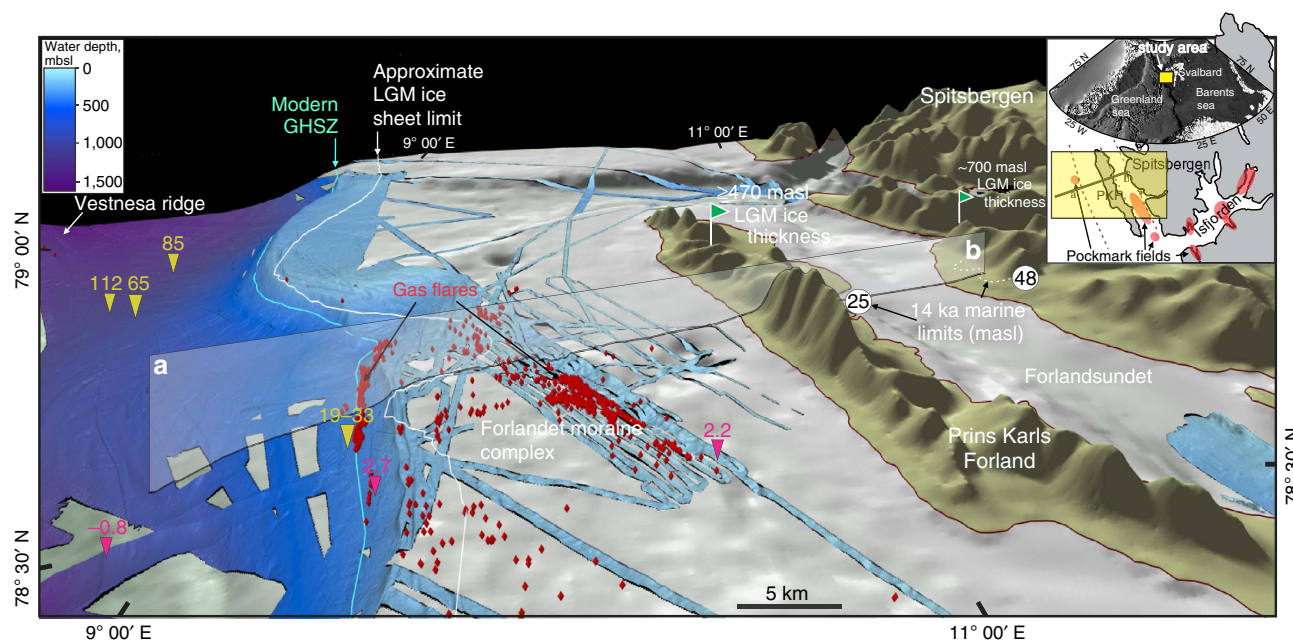 Water depth,
mbsl
0
500
1,000
1,500
Modern
GHSZ
Approximate
LGM ice
sheet limit
9° 00′ E
11° 00′ E
Spitsbergen
~700 masl
LGM ice
thickness
≥470 masl
LGM ice
thickness
study area
75 N
75 N
Svalbard
Greenland
sea
Barents
sea
25 W
25 E
50 E
Spitsbergen
PKF
a
b
Isfjorden
Pockmark fields
Vestnesa ridge
79° 00′ N
85
112 65
Gas flares
a
b
25
48
14 ka marine
limits (masl)
Forlandsundet
19–33
2.7
–0.8
Forlandet moraine
complex
2.2
Prins Karls
Forland
78° 30′ N
78° 30′ N
5 km
9° 00′ E
11° 00′ E